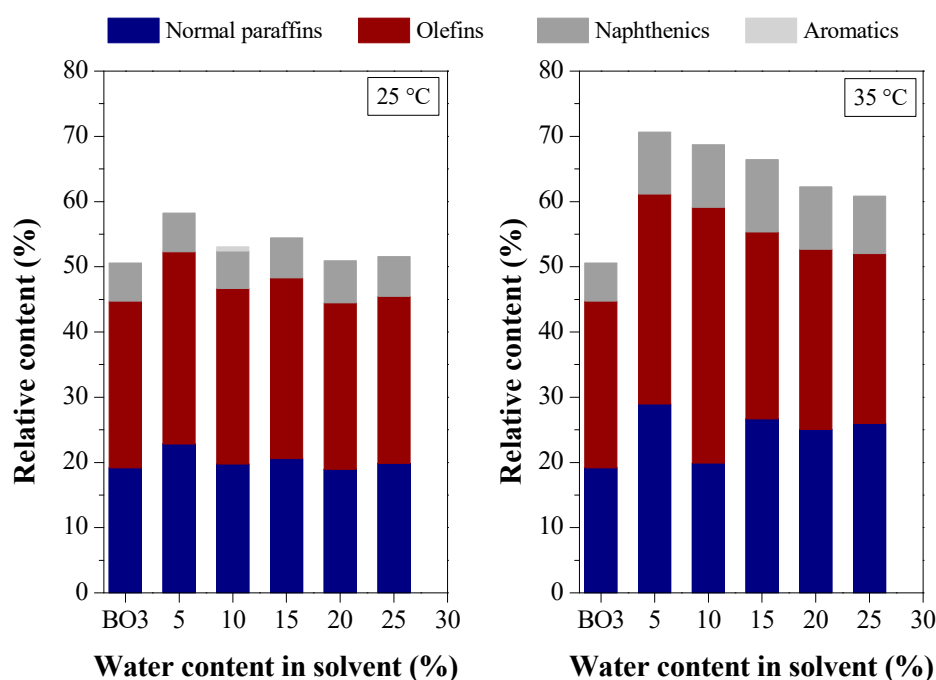 Normal paraffins Olefins Naphthenics Aromatics
80
70
60
50
40
30
20
10
0
Relative content (%)
25 °C
BO3 5 10 15 20 25 30
Water content in solvent (%)
80
70
60
50
40
30
20
10
0
Relative content (%)
35 °C
BO3 5 10 15 20 25 30
Water content in solvent (%)